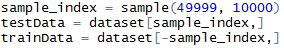 sample_index = sample(49999, 10000)
testData = dataset[sample_index,]
trainData = dataset[-sample_index,]